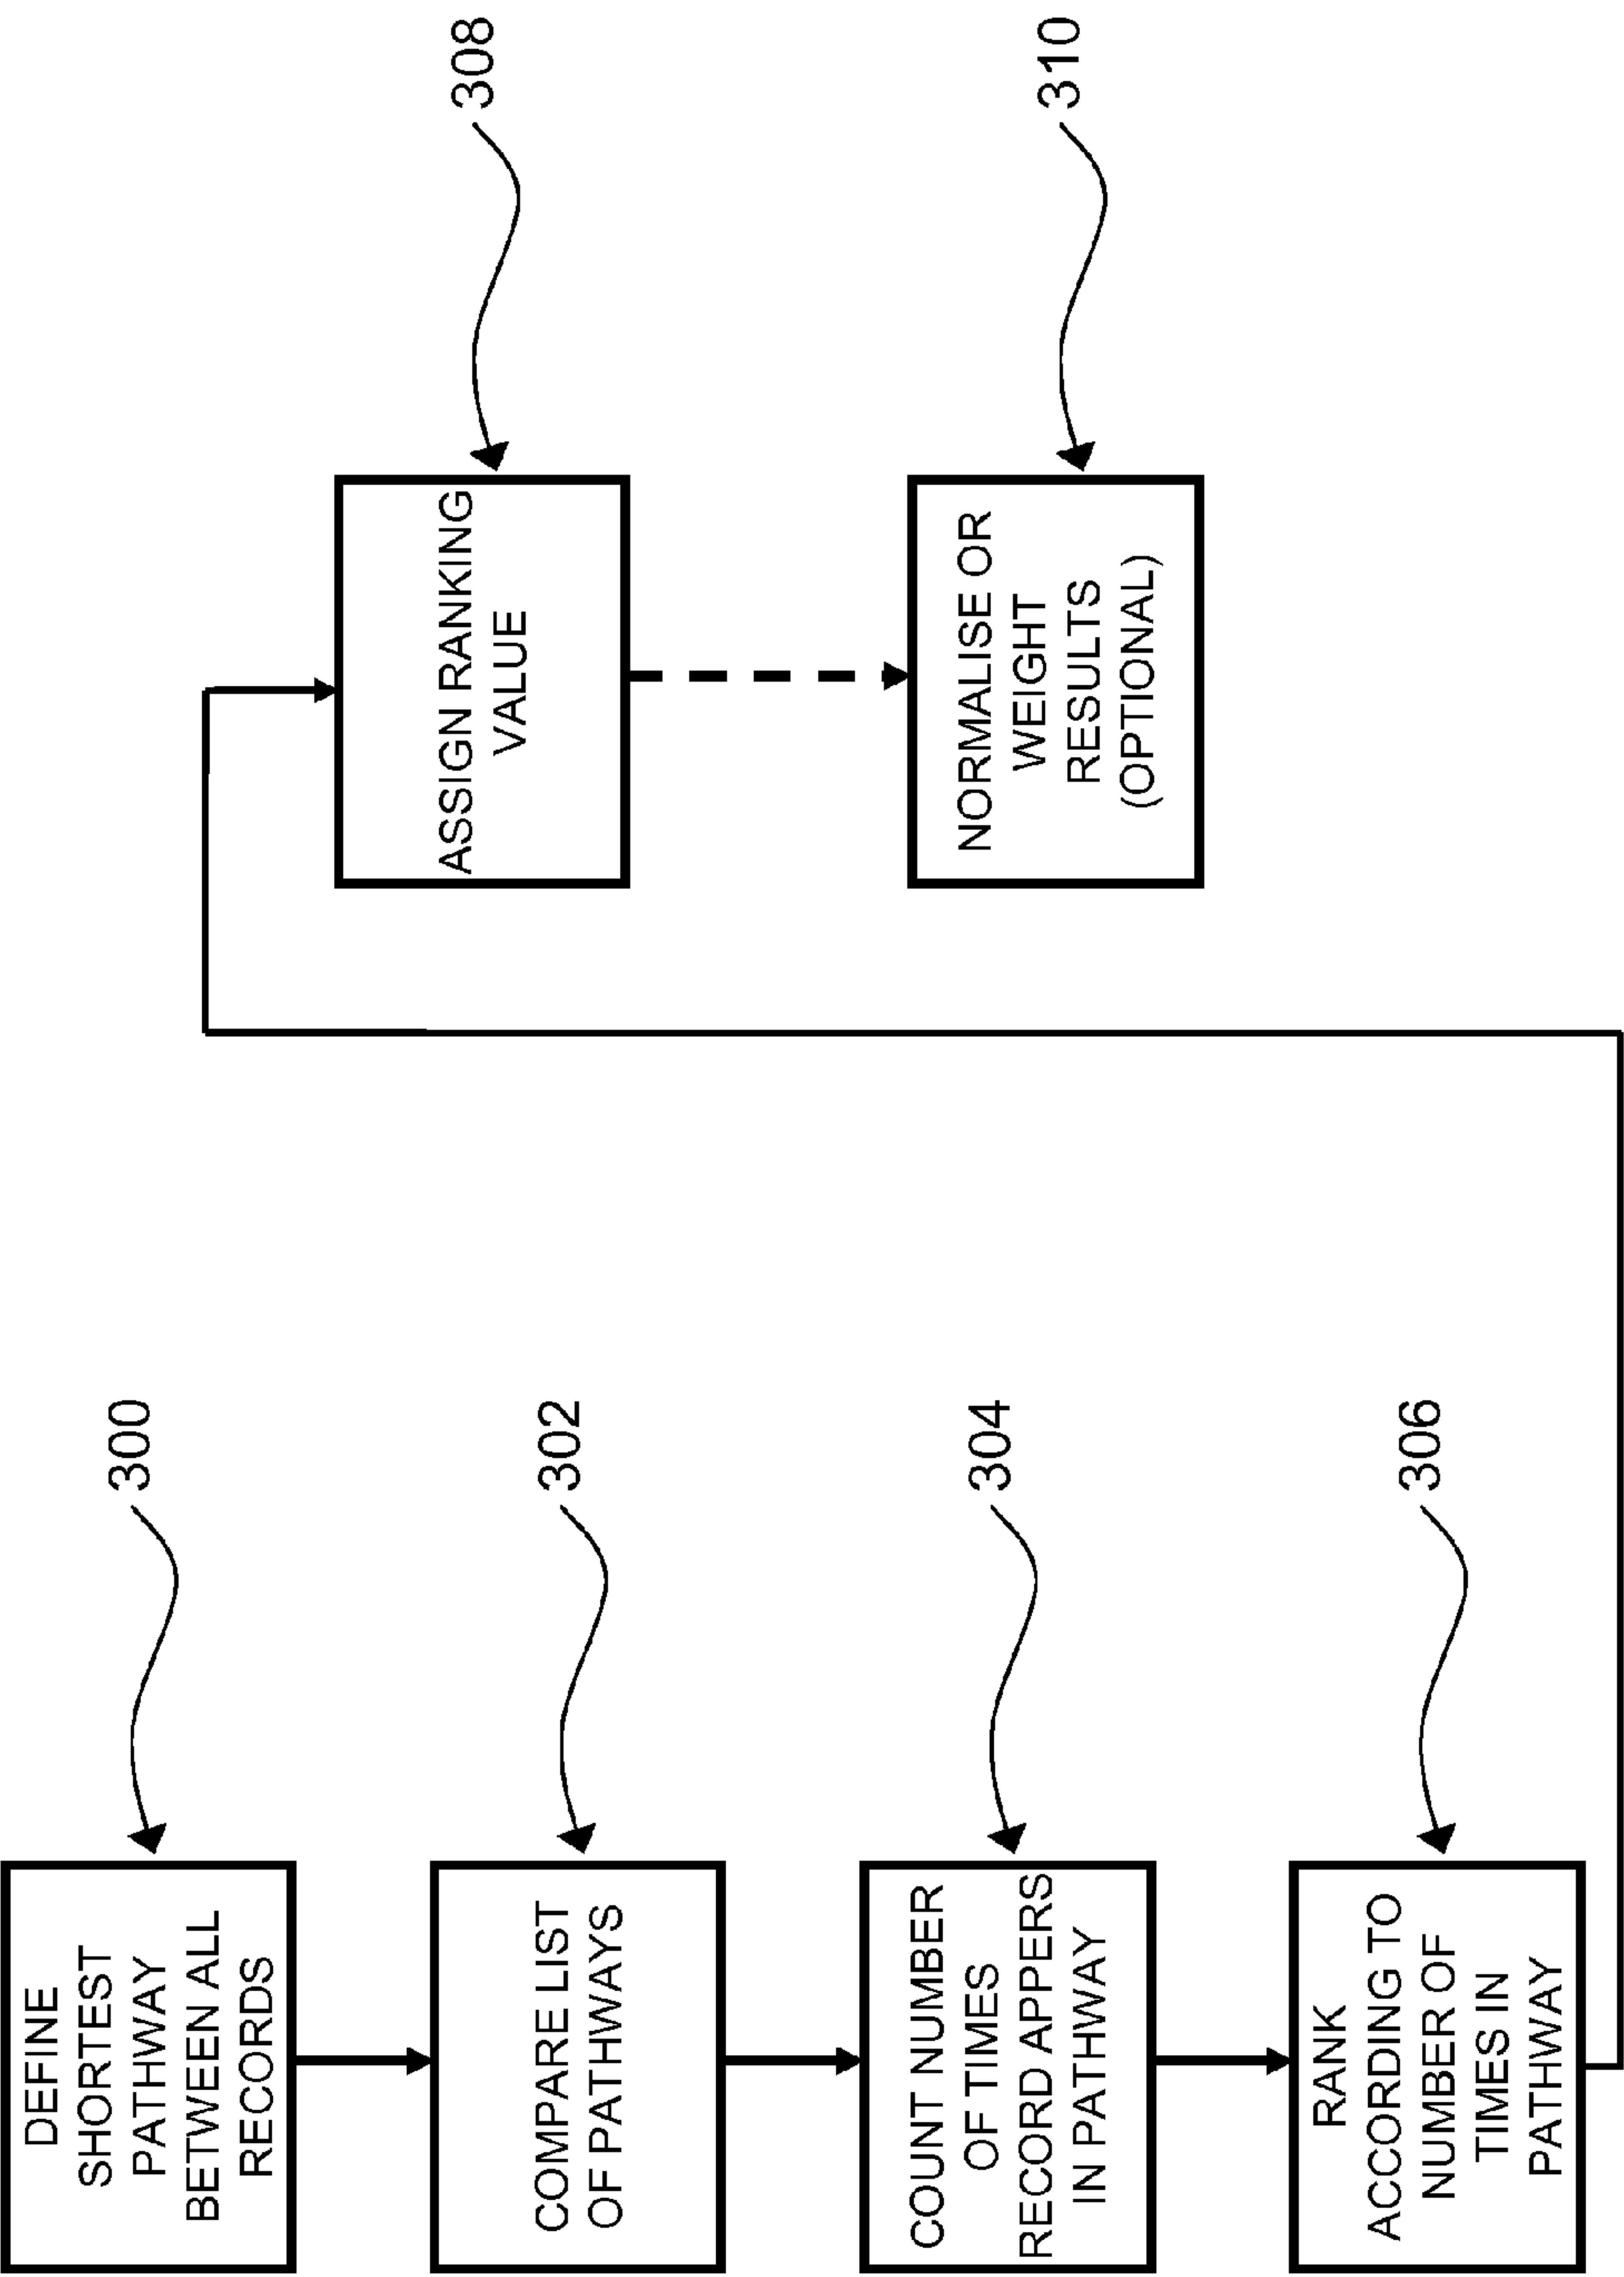 DEFINE
SHORTEST
PATHWAY
BETWEEN ALL
RECORDS
300
COMPARE LIST
OF PATHWAYS
302
COUNT NUMBER
OF TIMES
RECORD APPERS
IN PATHWAY
304
RANK
ACCORDING TO
NUMBER OF
TIMES IN
PATHWAY
306
ASSIGN RANKING
VALUE
308
NORMALISE OR
WEIGHT
RESULTS
(OPTIONAL)
310